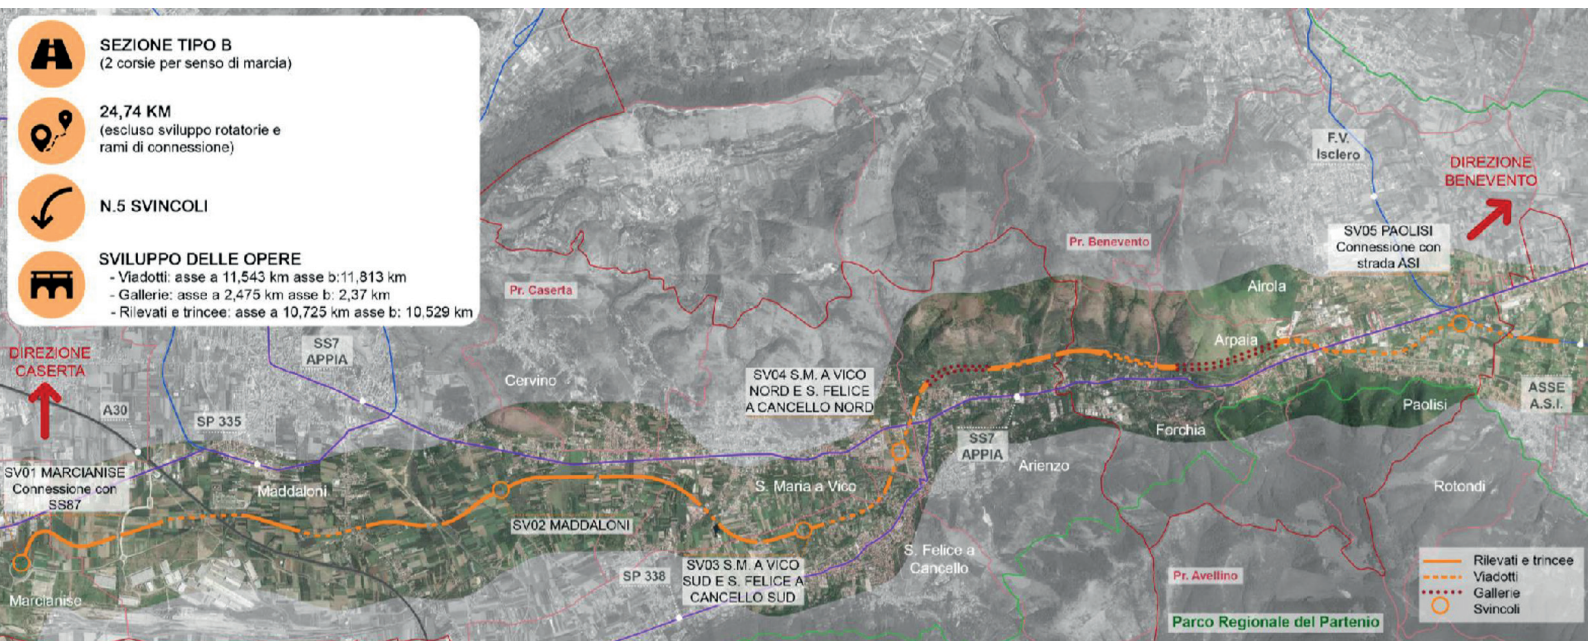 SEZIONE TIPO B
(2 corsie per senso di marcia)
24,74 KM
(escluso sviluppo rotatorie e
rami di connessione)
N.5 SVINCOLI
SVILUPPO DELLE OPERE
- Viadotti: asse a 11,543 km asse b:11,813 km
- Gallerie: asse a 2,475 km asse b: 2,37 km
- Rilevati e trincee: asse a 10,725 km asse b: 10,529 km
F.V.
Isclero
DIREZIONE
BENEVENTO
SV05 PAOLISI
Connessione con
strada ASI
Pr. Benevento
Pr. Caserta
Airola
Arpaia
DIREZIONE
CASERTA
SS7
APPIA
Cervino
SV04 S.M. A VICO
NORD E S. FELICE
A CANCELLO NORD
A30
SP 335
ASSE
A.S.I.
Paolisi
Forchia
SS7
APPIA
Arienzo
SV01 MARCIANISE
Connessione con
SS87
Maddaloni
S. Maria a Vico
Rotondi
SV02 MADDALONI
S. Felice a
Cancello
SP 338
SV03 S.M. A VICO
SUD E S. FELICE A
CANCELLO SUD
Marcianise
Pr. Avellino
Parco Regionale del Partenio
Rilevati e trincee
Viadotti
Gallerie
Svincoli